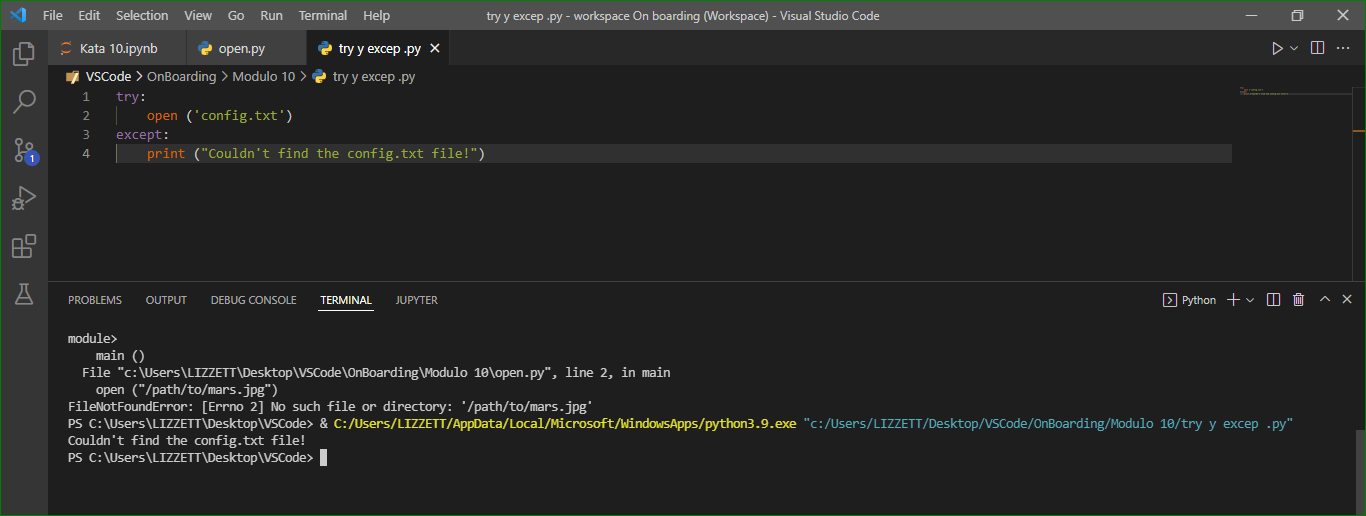 File Edit Selection View Go Run Terminal Help try y excep .py - workspace On boarding (Workspace) - Visual Studio Code
Kata 10.ipynb open.py try y excep .py
VSCode > OnBoarding > Modulo 10 > try y excep .py
1 try:
2 open ('config.txt')
3 except:
4 print ("Couldn't find the config.txt file!")
1
PROBLEMS OUTPUT DEBUG CONSOLE TERMINAL JUPYTER Python
module>
main ()
File "c:\Users\LIZZETT\Desktop\VSCode\OnBoarding\Modulo 10\open.py", line 2, in main
open ("/path/to/mars.jpg")
FileNotFoundError: [Errno 2] No such file or directory: '/path/to/mars.jpg'
PS C:\Users\LIZZETT\Desktop\VSCode> & C:/Users/LIZZETT/AppData/Local/Microsoft/WindowsApps/python3.9.exe "c:/Users/LIZZETT/Desktop/VSCode/OnBoarding/Modulo 10/try y excep .py"
Couldn't find the config.txt file!
PS C:\Users\LIZZETT\Desktop\VSCode>